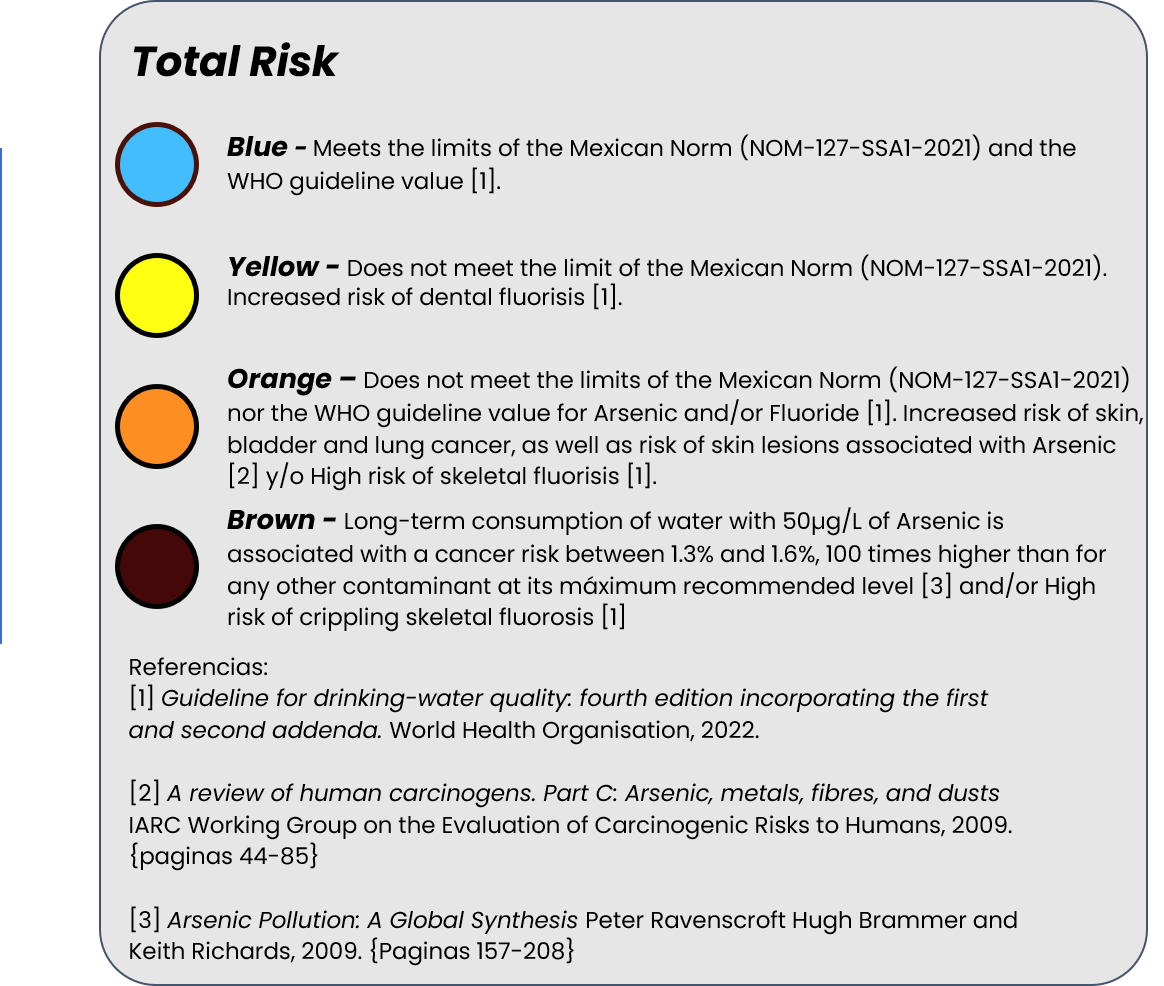 Total Risk
Blue - Meets the limits of the Mexican Norm (NOM-127-SSA1-2021) and the
WHO guideline value [1].
Yellow - Does not meet the limit of the Mexican Norm (NOM-127-SSA1-2021).
Increased risk of dental fluorisis [1].
Orange – Does not meet the limits of the Mexican Norm (NOM-127-SSA1-2021)
nor the WHO guideline value for Arsenic and/or Fluoride [1]. Increased risk of skin,
bladder and lung cancer, as well as risk of skin lesions associated with Arsenic
[2] y/o High risk of skeletal fluorisis [1].
Brown - Long-term consumption of water with 50µg/L of Arsenic is
associated with a cancer risk between 1.3% and 1.6%, 100 times higher than for
any other contaminant at its máximum recommended level [3] and/or High
risk of crippling skeletal fluorosis [1]
Referencias:
[1] Guideline for drinking-water quality: fourth edition incorporating the first
and second addenda. World Health Organisation, 2022.
[2] A review of human carcinogens. Part C: Arsenic, metals, fibres, and dusts
IARC Working Group on the Evaluation of Carcinogenic Risks to Humans, 2009.
{paginas 44-85}
[3] Arsenic Pollution: A Global Synthesis Peter Ravenscroft Hugh Brammer and
Keith Richards, 2009. {Paginas 157-208}